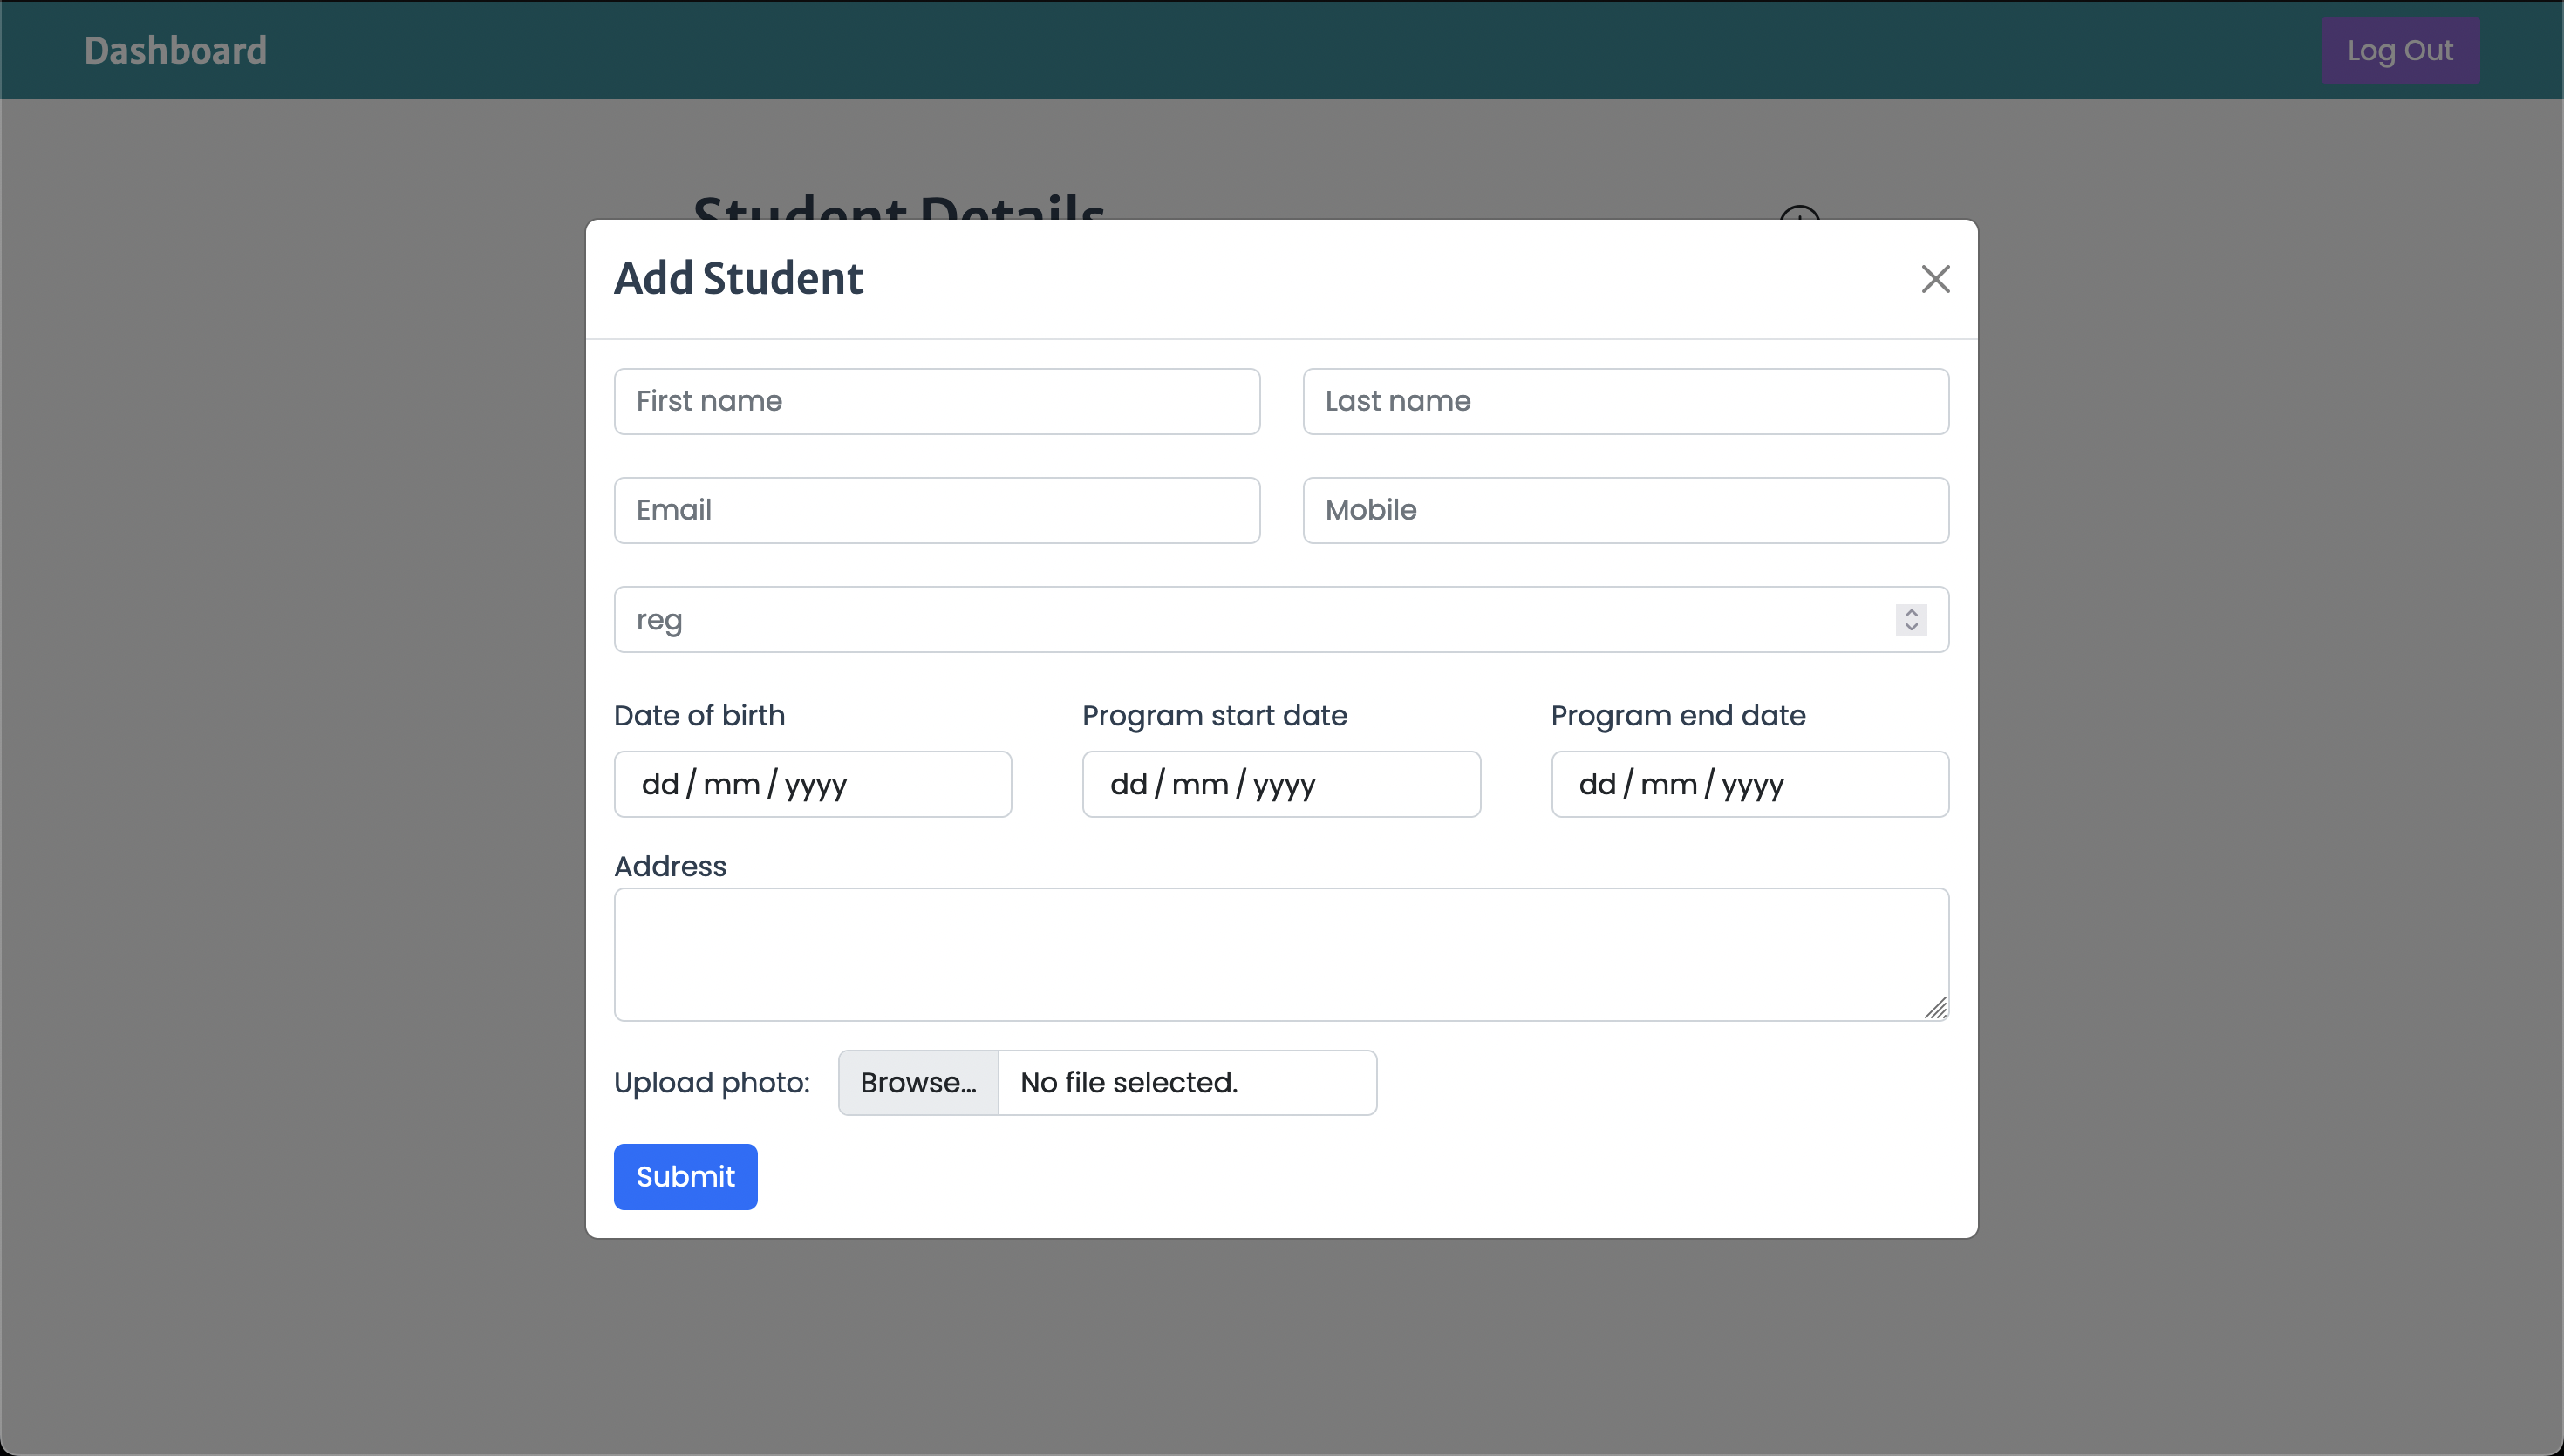 Dashboard
Log Out
Student Details
Add Student
First name
Last name
Email
Mobile
reg
Date of birth
Program start date
Program end date
dd / mm / yyyy
dd / mm / yyyy
dd / mm / yyyy
Address
Upload photo:
Browse...
No file selected.
Submit